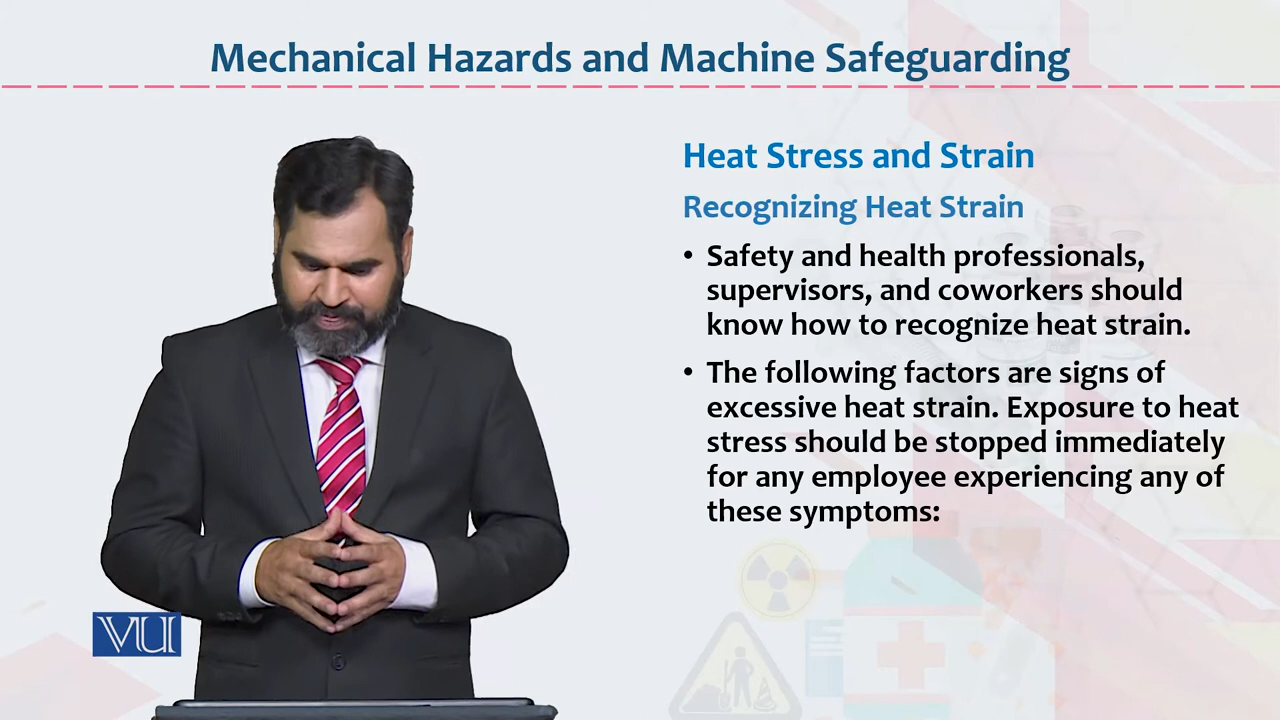 Mechanical Hazards and Machine Safeguarding
Heat Stress and Strain
Recognizing Heat Strain
• Safety and health professionals,
supervisors, and coworkers should
know how to recognize heat strain.
• The following factors are signs of
excessive heat strain. Exposure to heat
stress should be stopped immediately
for any employee experiencing any of
these symptoms:
VU